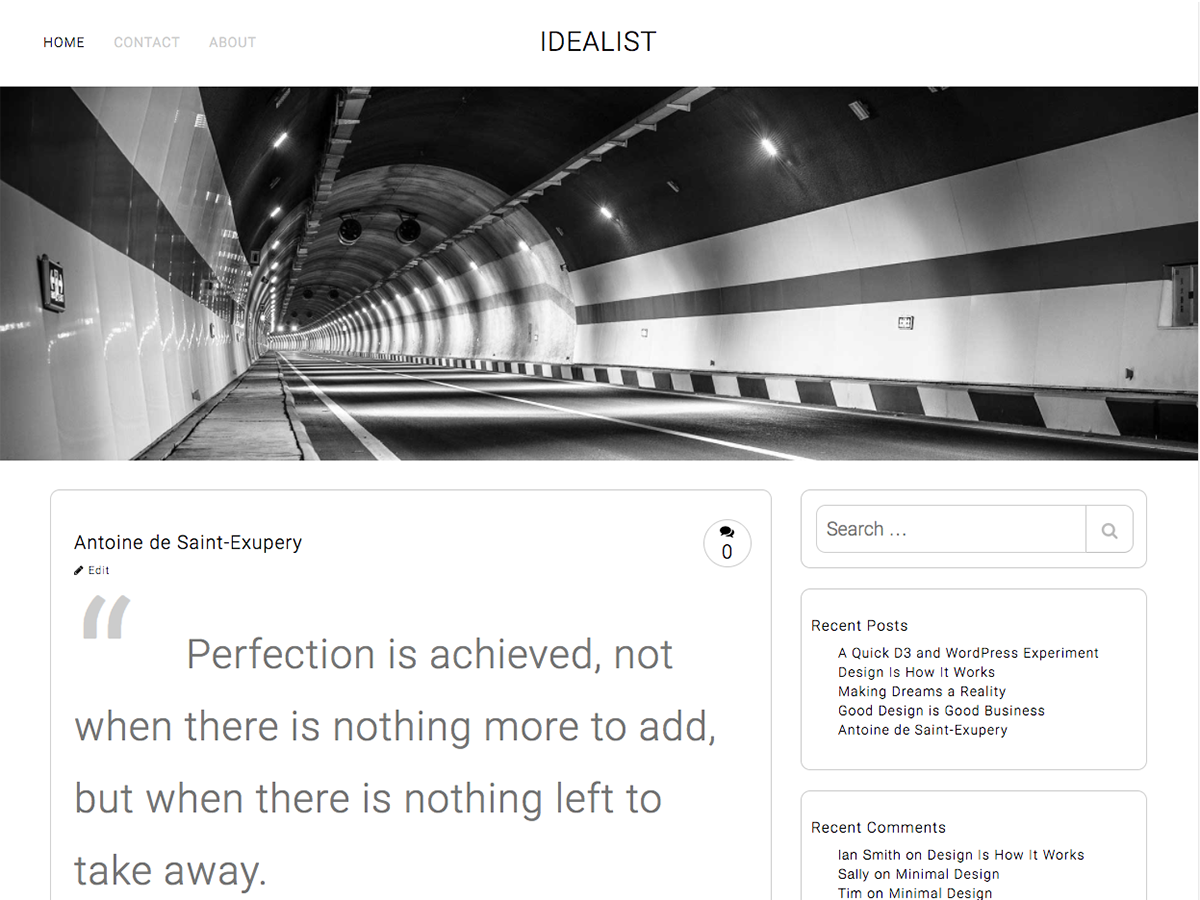 HOME CONTACT ABOUT
IDEALIST
Antoine de Saint-Exupery
0
Edit
“ Perfection is achieved, not
when there is nothing more to add,
but when there is nothing left to
take away.
Search …
Recent Posts
A Quick D3 and WordPress Experiment
Design Is How It Works
Making Dreams a Reality
Good Design is Good Business
Antoine de Saint-Exupery
Recent Comments
Ian Smith on Design Is How It Works
Sally on Minimal Design
Tim on Minimal Design